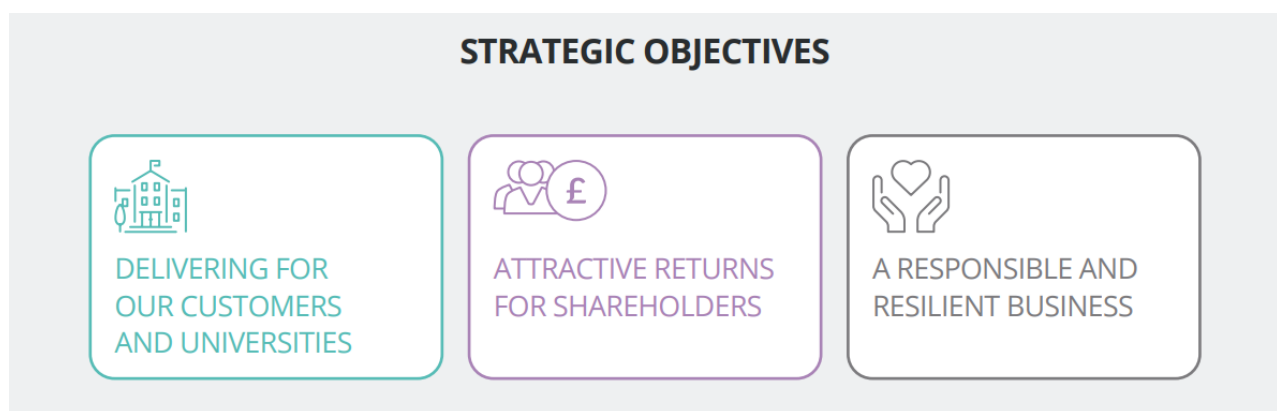 STRATEGIC OBJECTIVES
£
DELIVERING FOR
OUR CUSTOMERS
AND UNIVERSITIES
ATTRACTIVE RETURNS
FOR SHAREHOLDERS
A RESPONSIBLE AND
RESILIENT BUSINESS